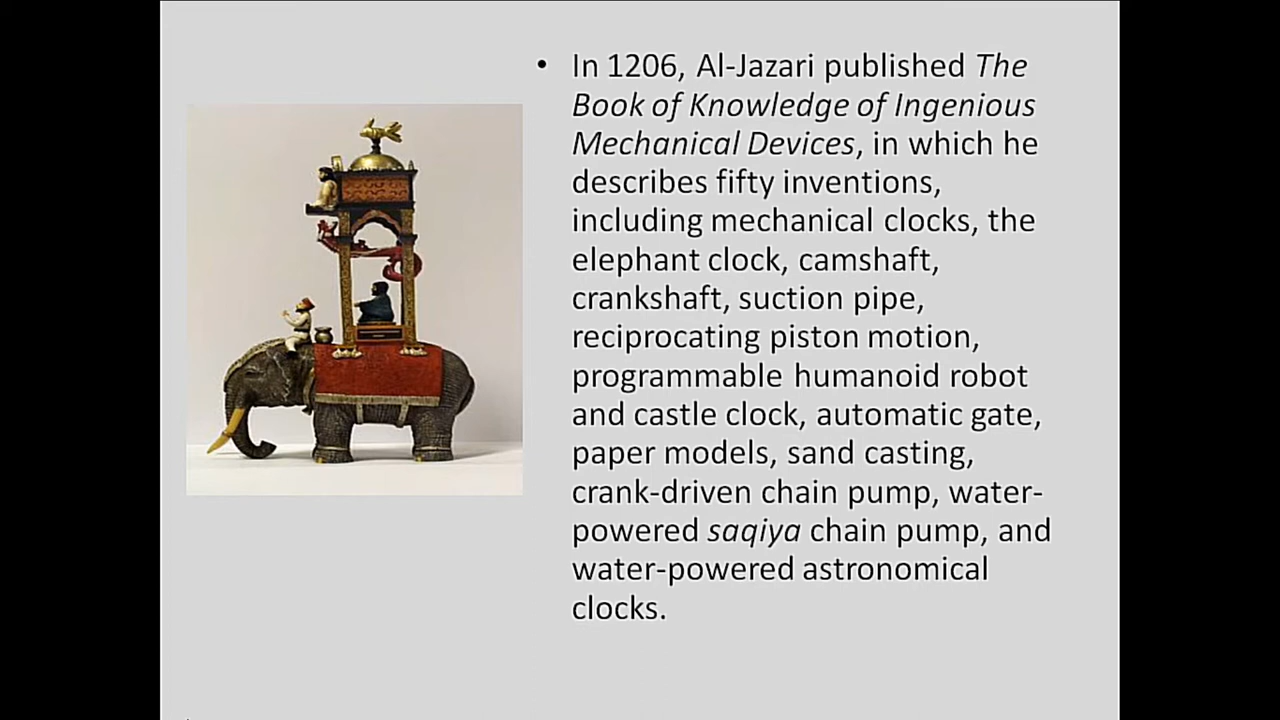 • In 1206, Al-Jazari published The
Book of Knowledge of Ingenious
Mechanical Devices, in which he
describes fifty inventions,
including mechanical clocks, the
elephant clock, camshaft,
crankshaft, suction pipe,
reciprocating piston motion,
programmable humanoid robot
and castle clock, automatic gate,
paper models, sand casting,
crank-driven chain pump, water-
powered saqiya chain pump, and
water-powered astronomical
clocks.